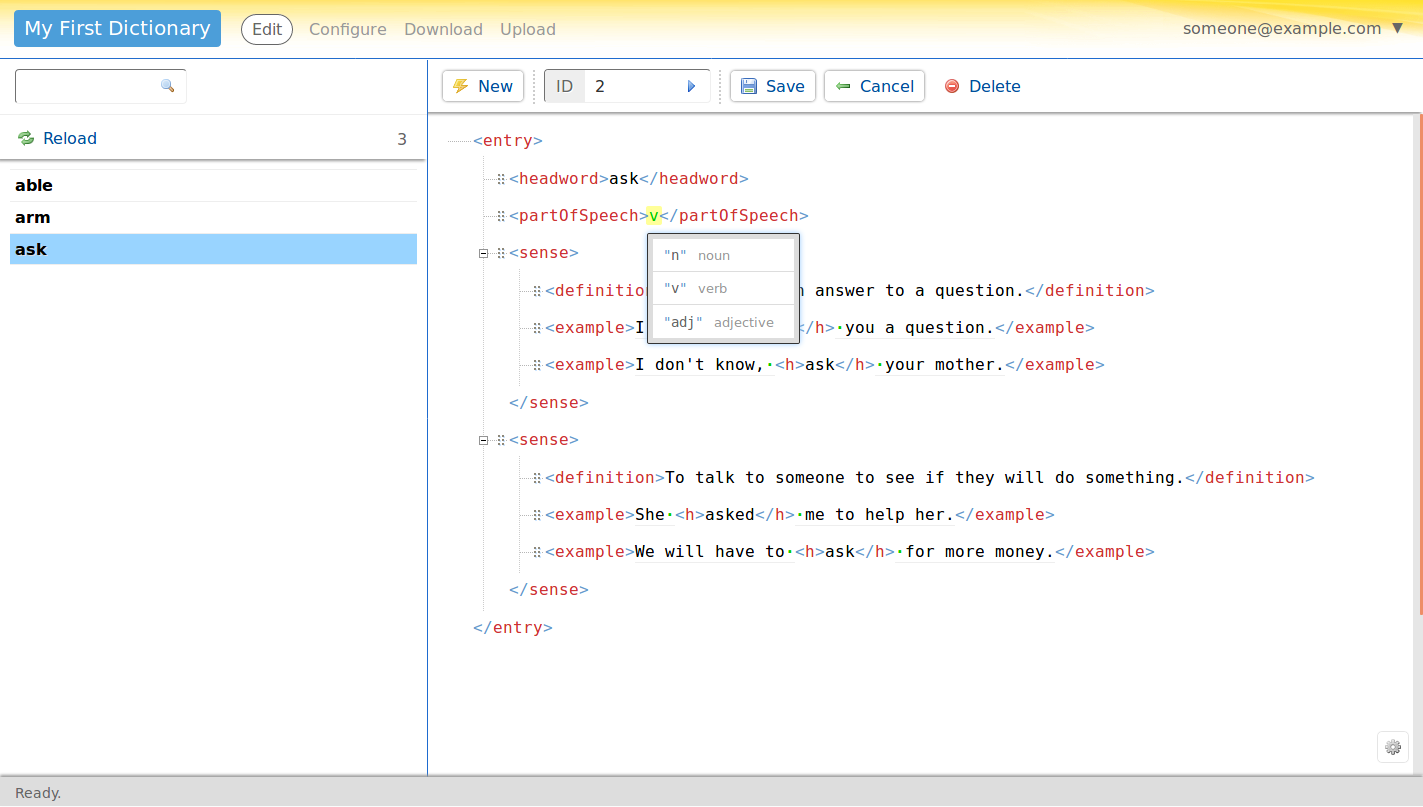 My First Dictionary Edit Configure Download Upload someone@example.com ▼
New ID 2 Save Cancel Delete
Reload 3
able
arm
ask
<entry>
<headword>ask</headword>
<partOfSpeech>v</partOfSpeech>
<sense>
"n" noun
"v" verb
"adj" adjective
<definition answer to a question.</definition>
<example>I /h>·you a question.</example>
<example>I don't know,·<h>ask</h>·your mother.</example>
</sense>
<sense>
<definition>To talk to someone to see if they will do something.</definition>
<example>She·<h>asked</h>·me to help her.</example>
<example>We will have to·<h>ask</h>·for more money.</example>
</sense>
</entry>
Ready.